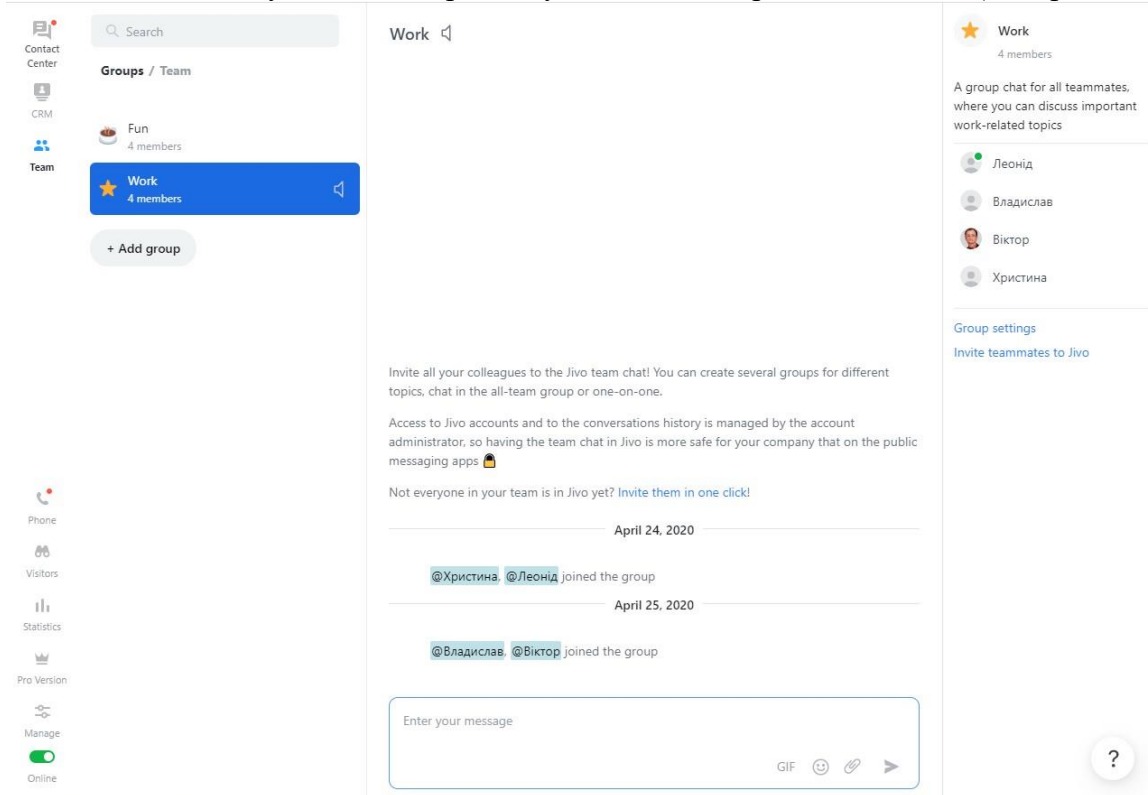 Contact
Center
CRM
Team
Phone
Visitors
Statistics
Pro Version
Manage
Online
Search
Groups / Team
Fun
4 members
Work
4 members
+ Add group
Work
Invite all your colleagues to the Jivo team chat! You can create several groups for different
topics, chat in the all-team group or one-on-one.
Access to Jivo accounts and to the conversations history is managed by the account
administrator, so having the team chat in Jivo is more safe for your company that on the public
messaging apps
Not everyone in your team is in Jivo yet? Invite them in one click!
April 24, 2020
@Христина, @Леонід joined the group
April 25, 2020
@Владислав, @Віктор joined the group
Enter your message
GIF
Work
4 members
A group chat for all teammates,
where you can discuss important
work-related topics
Леонід
Владислав
Віктор
Христина
Group settings
Invite teammates to Jivo
?